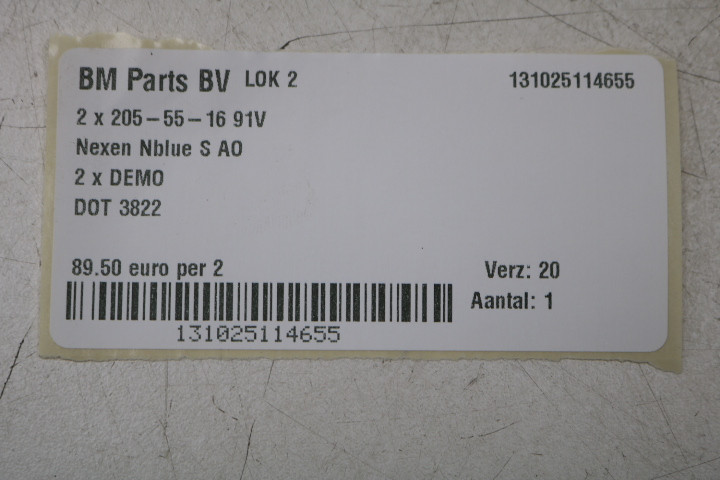 BM Parts BV LOK 2 131025114655
2 x 205-55-16 91V
Nexen Nblue S AO
2 x DEMO
DOT 3822
89.50 euro per 2 Verz: 20
Aantal: 1
131025114655